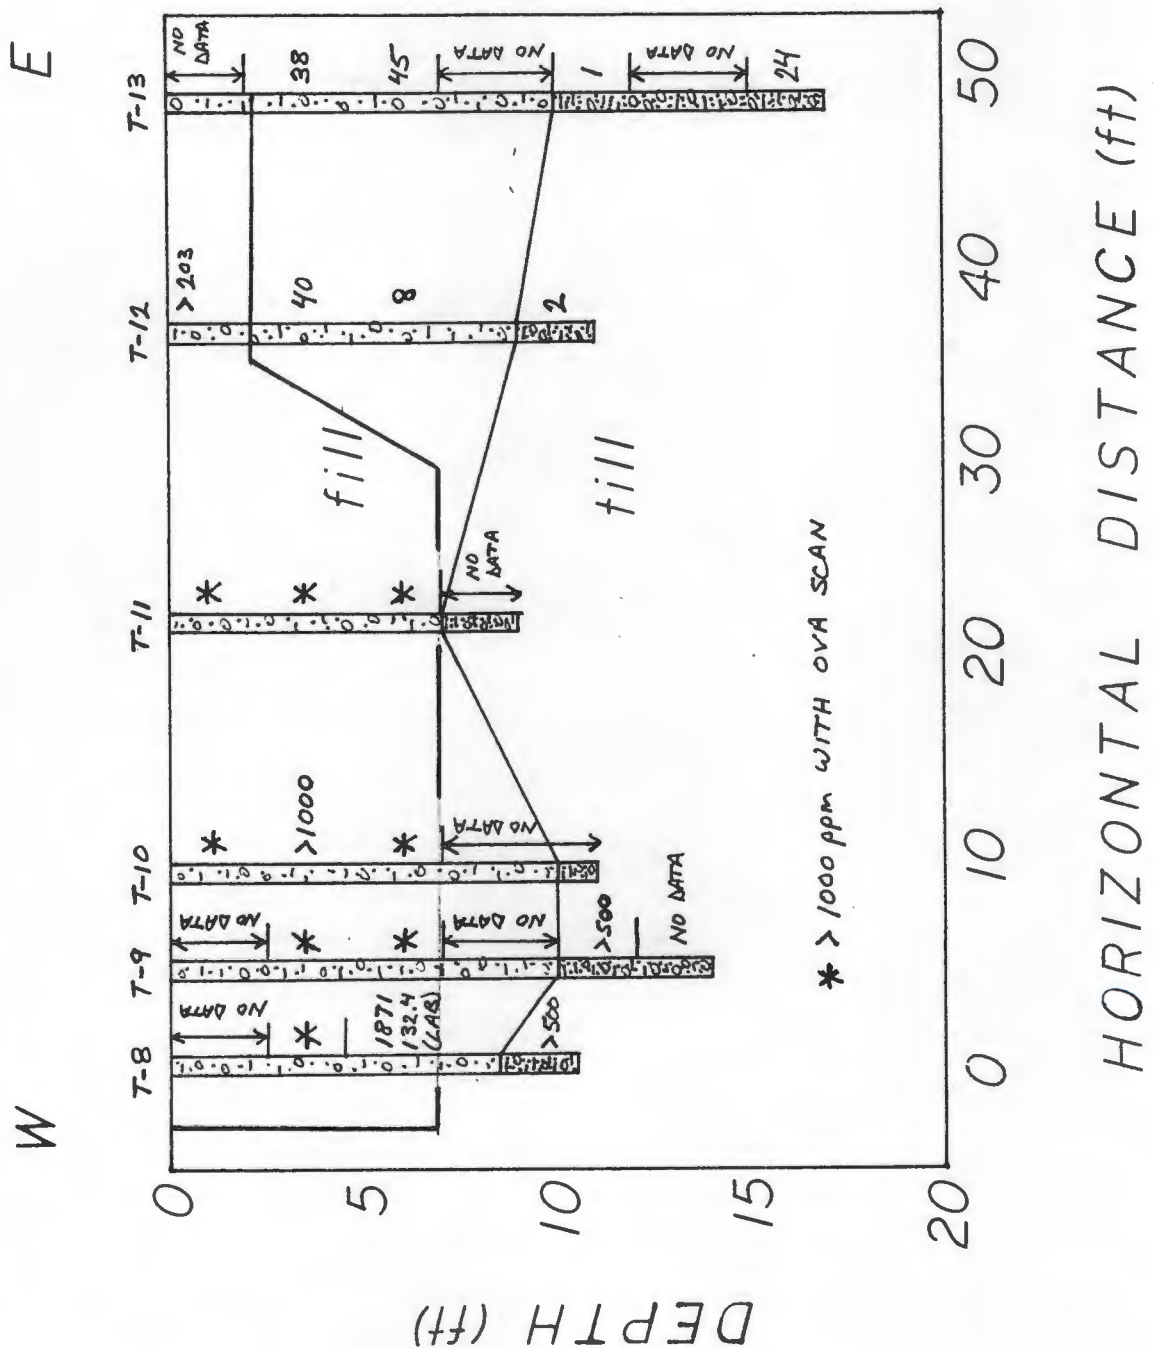 W E
T-8 T-9 T-10 T-11 T-12 T-13
NO DATA
*
1871
132.4
(LAB)
>500
NO DATA
*
*
NO DATA
>500
NO DATA
*
>1000
*
NO DATA
*
*
*
NO DATA
>203
40
8
2
NO
DATA
38
45
NO DATA
1
NO DATA
24
fill
till
* > 1000 ppm WITH OVA SCAN
0
5
10
15
20
DEPTH (ft)
0 10 20 30 40 50
HORIZONTAL DISTANCE (ft)